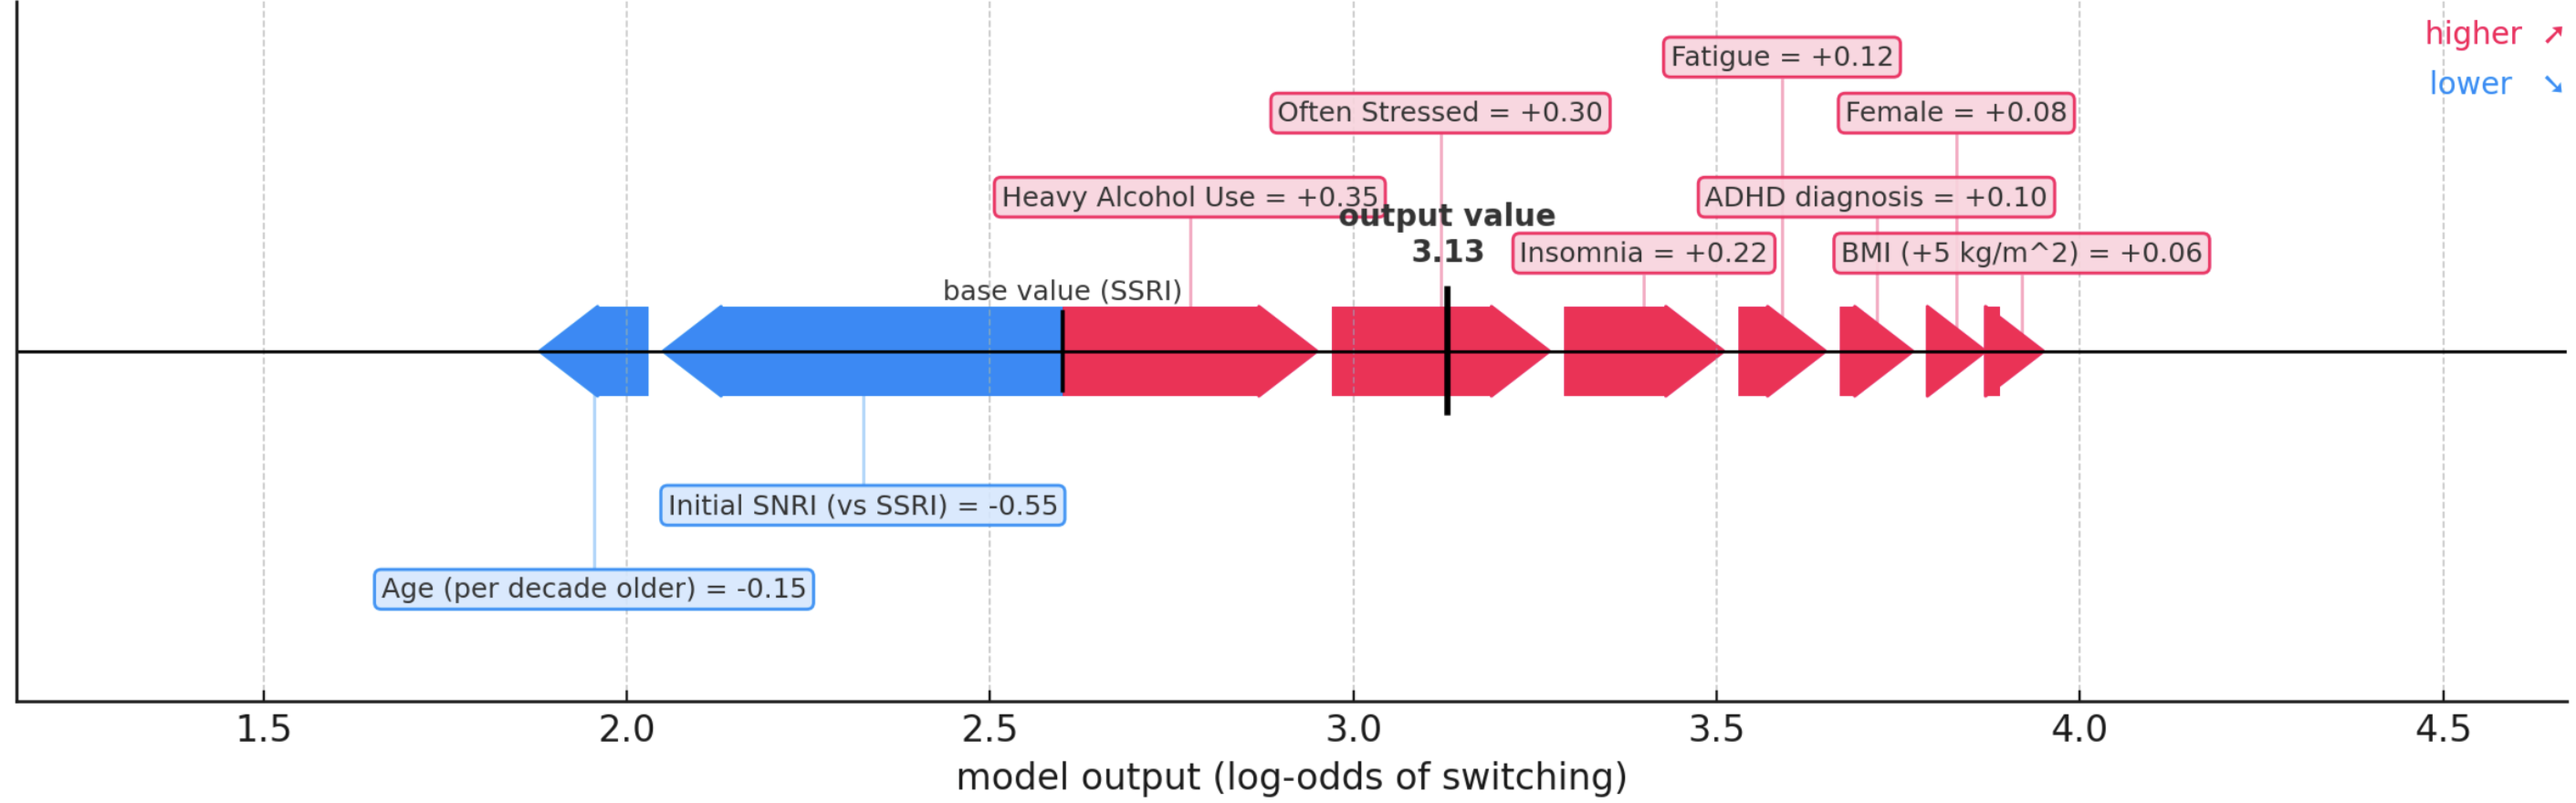 higher ➚
lower ➘
Fatigue = +0.12
Often Stressed = +0.30
Female = +0.08
Heavy Alcohol Use = +0.35
ADHD diagnosis = +0.10
output value
3.13
Insomnia = +0.22
BMI (+5 kg/m^2) = +0.06
base value (SSRI)
Initial SNRI (vs SSRI) = -0.55
Age (per decade older) = -0.15
1.5 2.0 2.5 3.0 3.5 4.0 4.5
model output (log-odds of switching)